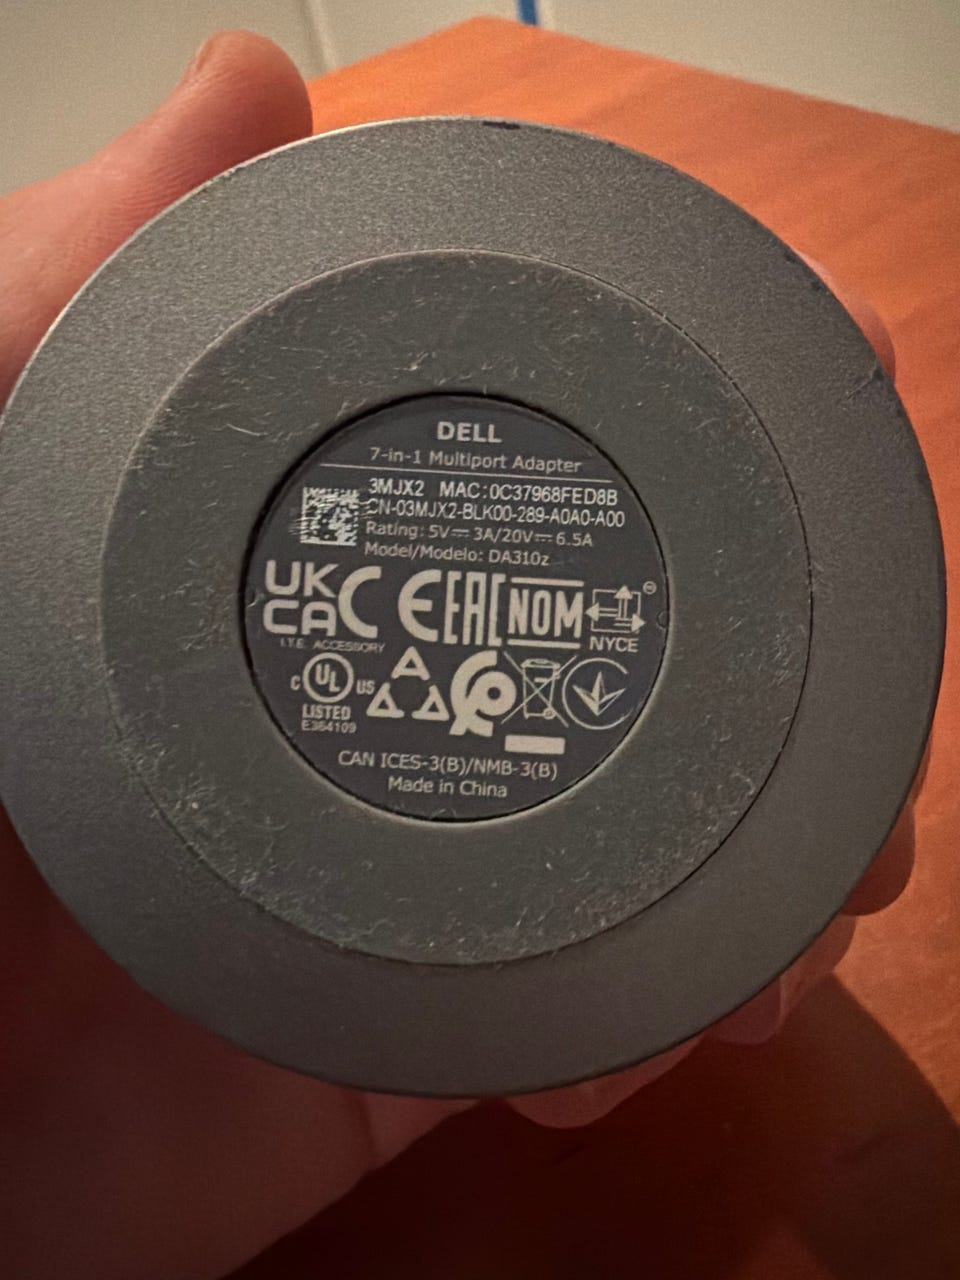 DELL
7-in-1 Multiport Adapter
3MJX2 MAC:0C37968FED8B
CN-03MJX2-BLK00-289-A0A0-A00
Rating: 5V⎓3A/20V⎓6.5A
Model/Modelo: DA310z
UK
CA CE EAC NOM
I.T.E. ACCESSORY NYCE
C UL US
LISTED
E364109
CAN ICES-3(B)/NMB-3(B)
Made in China